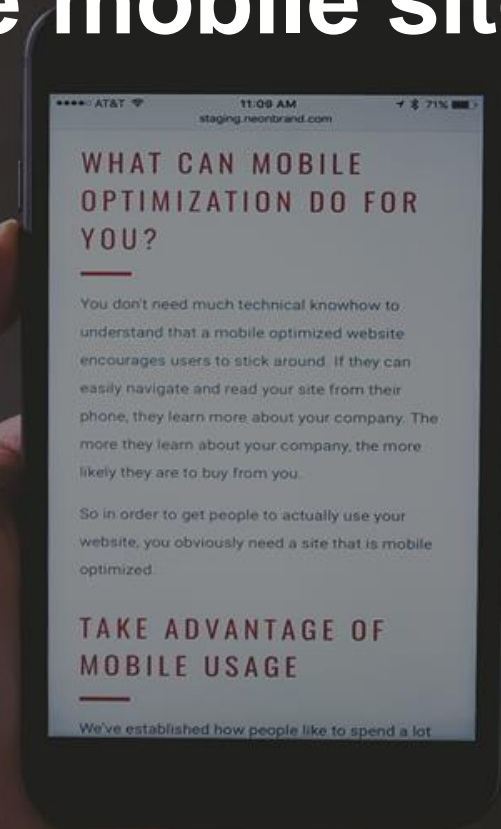 mobile
AT&T 11:09 AM 71%
staging.neonbrand.com
WHAT CAN MOBILE
OPTIMIZATION DO FOR
YOU?
You don't need much technical knowhow to
understand that a mobile optimized website
encourages users to stick around. If they can
easily navigate and read your site from their
phone, they learn more about your company. The
more they learn about your company, the more
likely they are to buy from you.
So in order to get people to actually use your
website, you obviously need a site that is mobile
optimized.
TAKE ADVANTAGE OF
MOBILE USAGE
We've established how people like to spend a lot